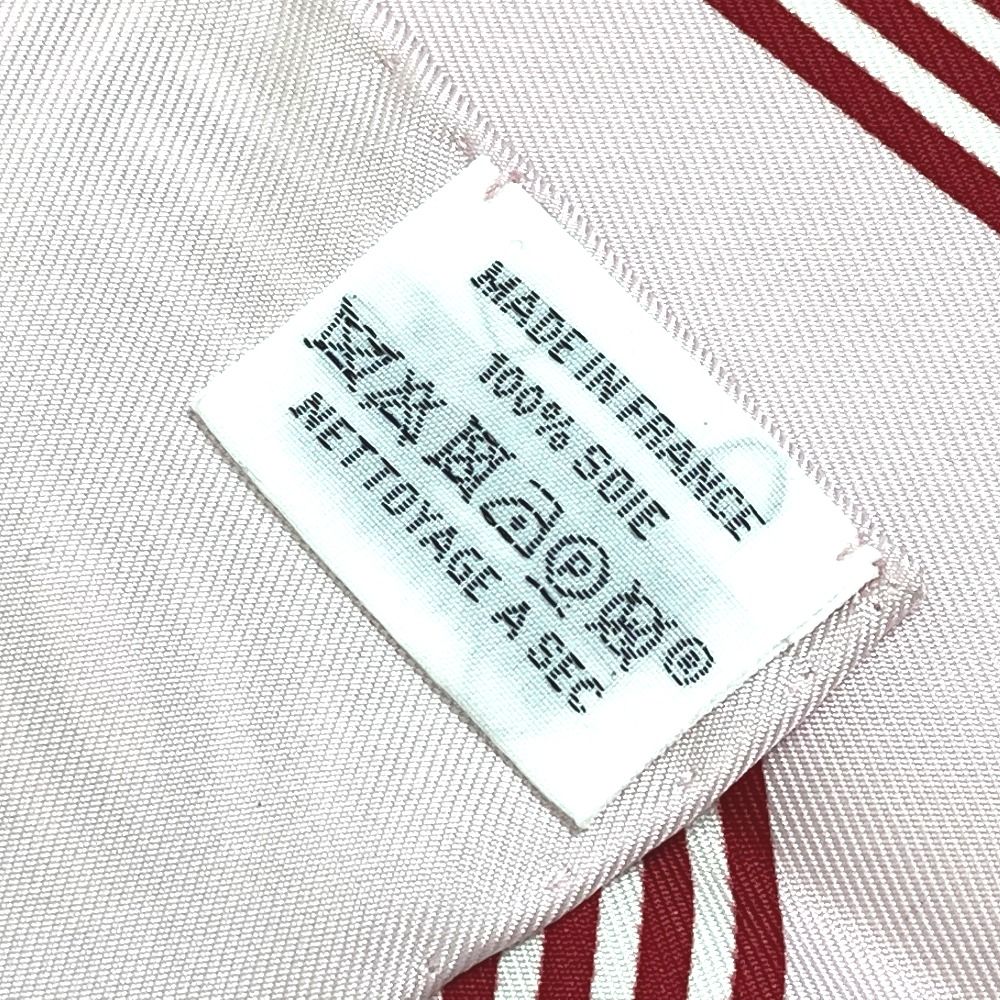 MADE IN FRANCE
100% SOIE
P
NETTOYAGE A SEC